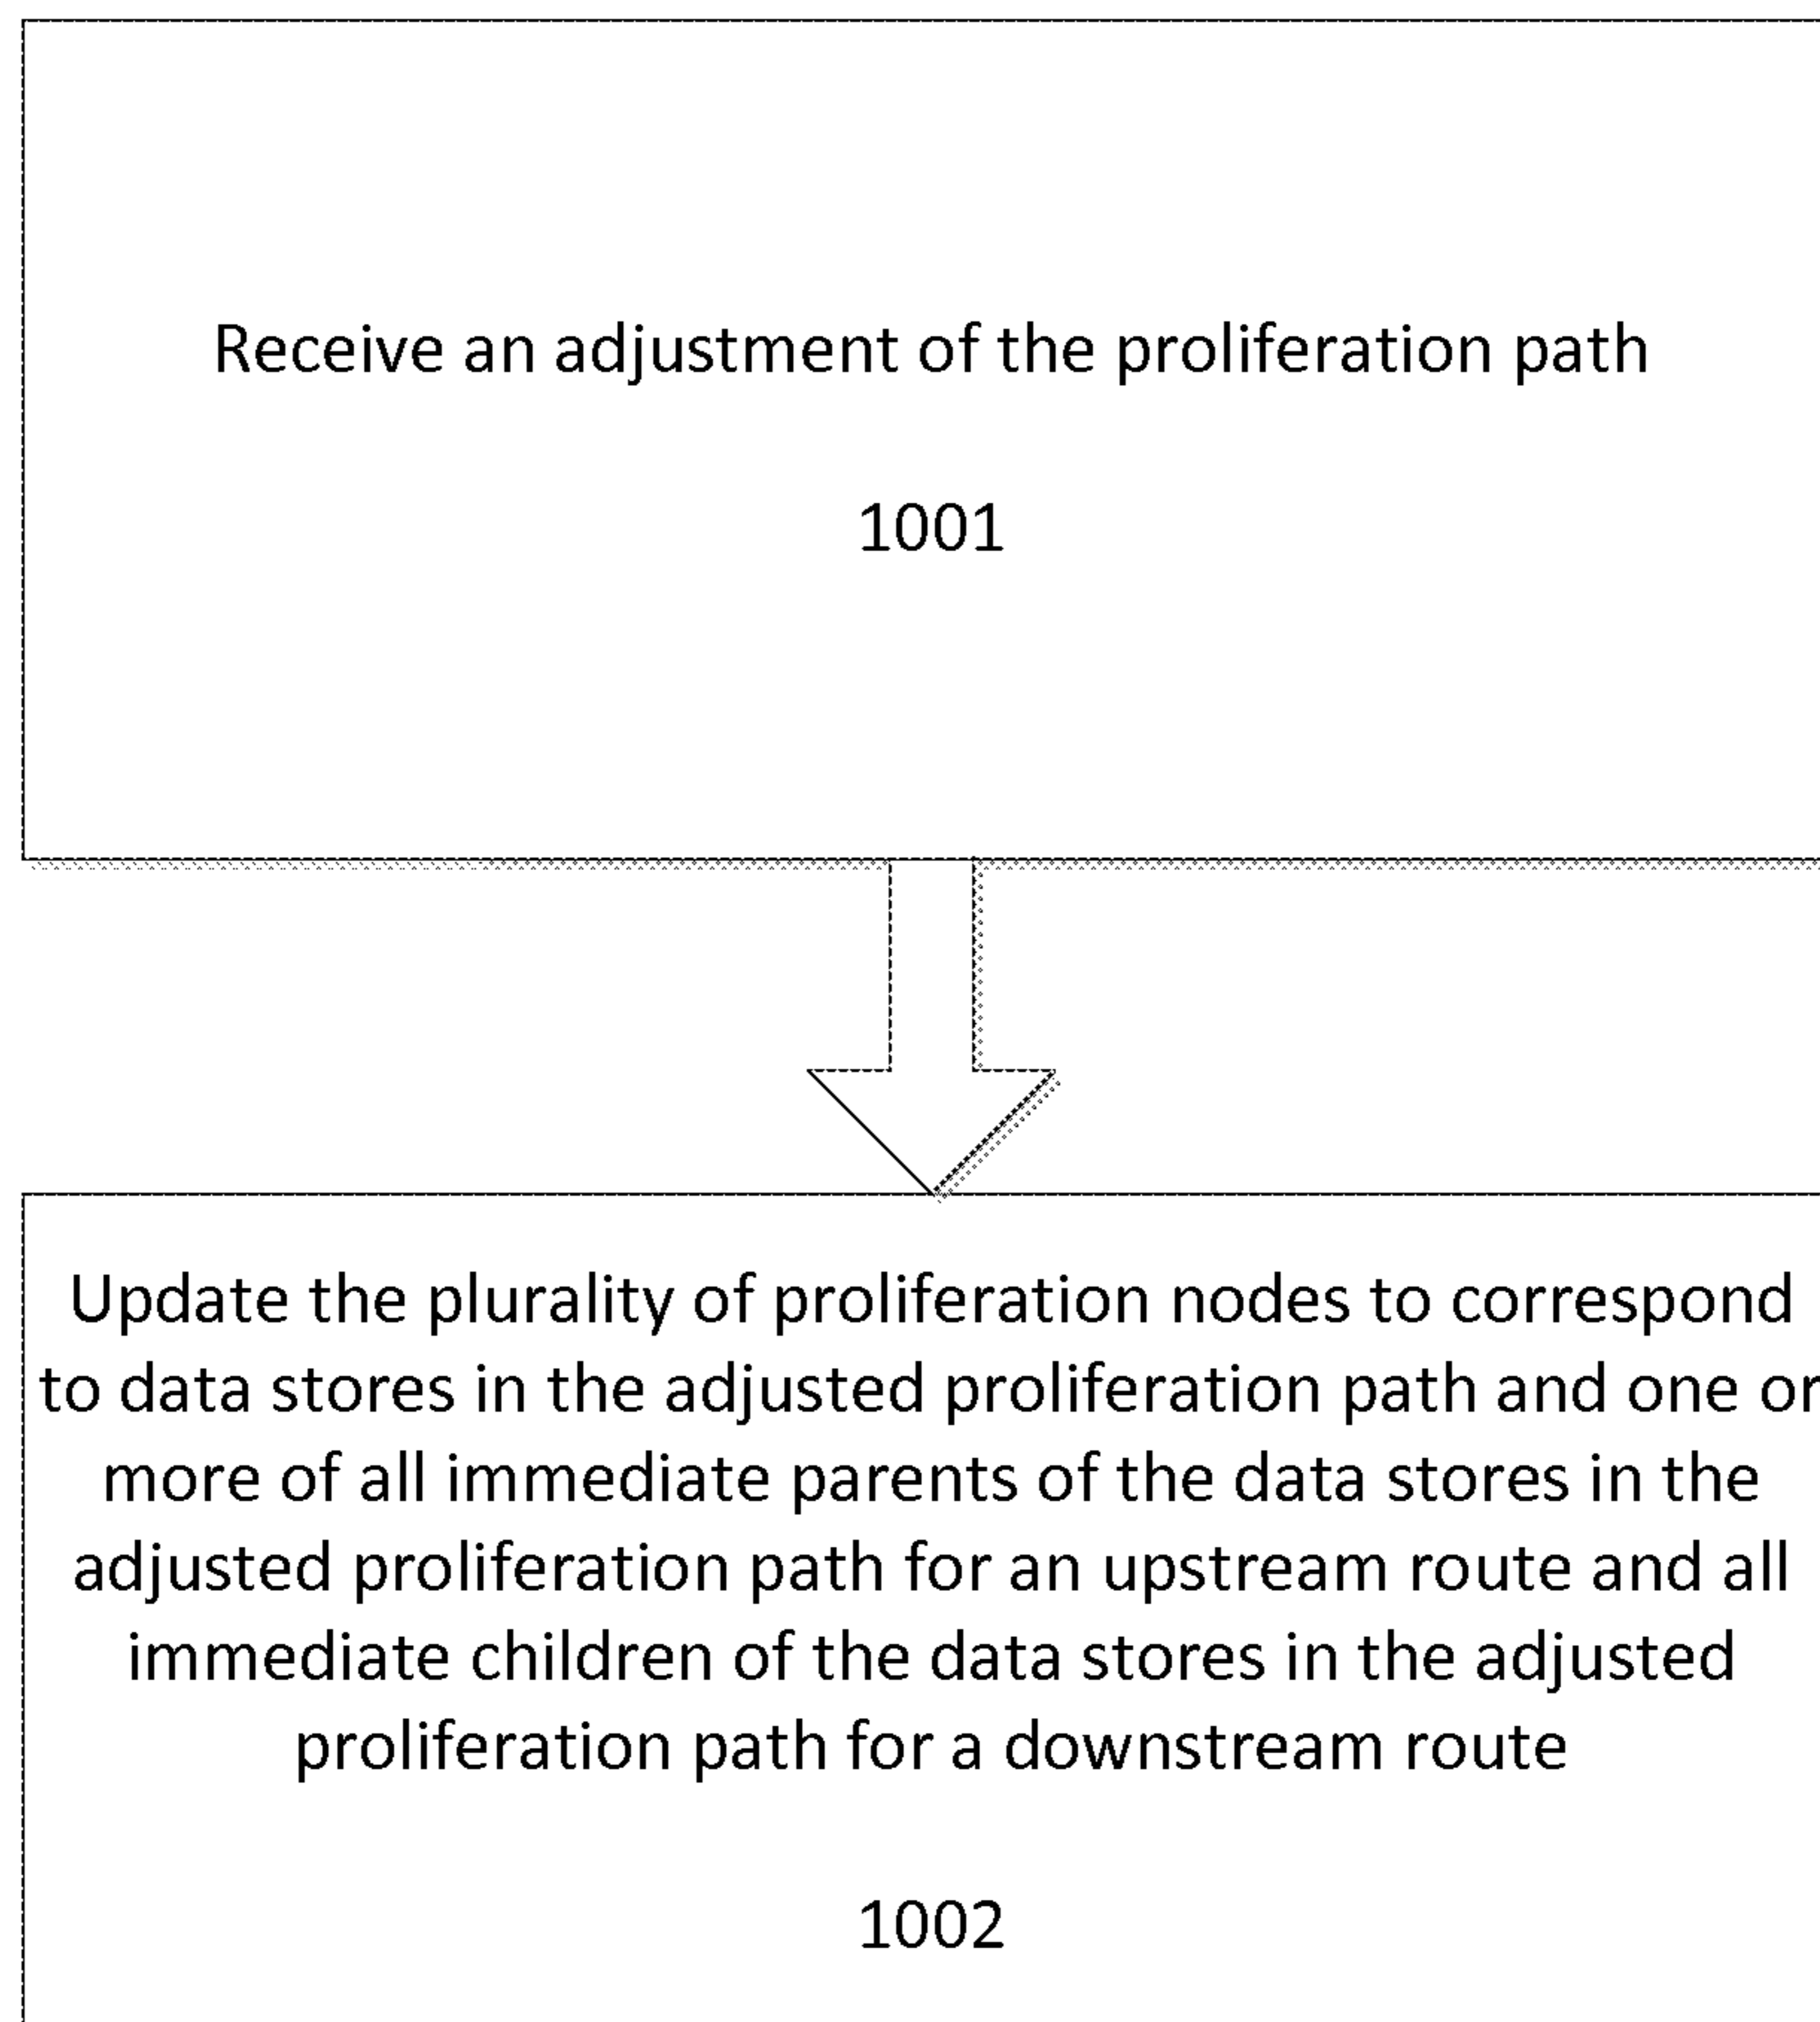 Receive an adjustment of the proliferation path
1001
Update the plurality of proliferation nodes to correspond
to data stores in the adjusted proliferation path and one or
more of all immediate parents of the data stores in the
adjusted proliferation path for an upstream route and all
immediate children of the data stores in the adjusted
proliferation path for a downstream route
1002